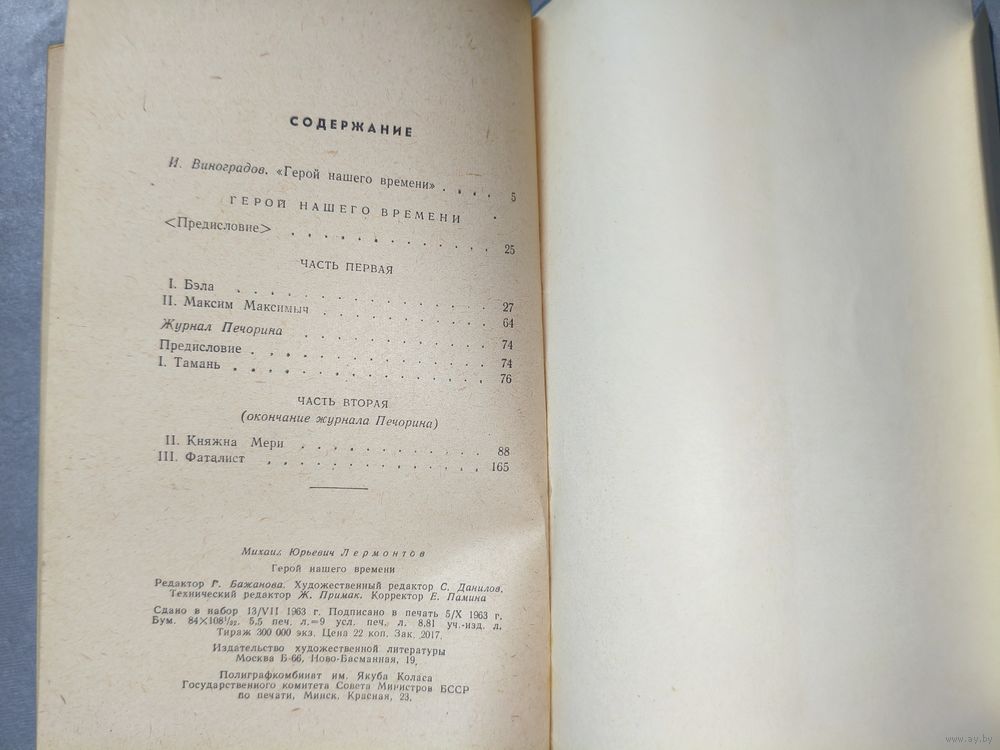 СОДЕРЖАНИЕ
И. Виноградов. «Герой нашего времени» . . . . 5
ГЕРОЙ НАШЕГО ВРЕМЕНИ
<Предисловие> . . . . . . . . . . . 25
ЧАСТЬ ПЕРВАЯ
I. Бэла . . . . . . . . . . . . 27
II. Максим Максимыч . . . . . . . . 64
Журнал Печорина . . . . . . . . . 74
Предисловие . . . . . . . . . . . 74
I. Тамань . . . . . . . . . . . . 76
ЧАСТЬ ВТОРАЯ
(окончание журнала Печорина)
II. Княжна Мери . . . . . . . . . . 88
III. Фаталист . . . . . . . . . . . 165
Михаил Юрьевич Лермонтов
Герой нашего времени
Редактор Г. Бажанова. Художественный редактор С. Данилов.
Технический редактор Ж. Примак. Корректор Е. Памина
Сдано в набор 13/VII 1963 г. Подписано в печать 5/X 1963 г.
Бум. 84×108¹/₃₂. 5,5 печ. л.=9 усл. печ. л. 8,81 уч.-изд. л.
Тираж 300 000 экз. Цена 22 коп. Зак. 2017.
Издательство художественной литературы
Москва Б-66, Ново-Басманная, 19.
Полиграфкомбинат им. Якуба Коласа
Государственного комитета Совета Министров БССР
по печати, Минск, Красная, 23.
www.ay.by